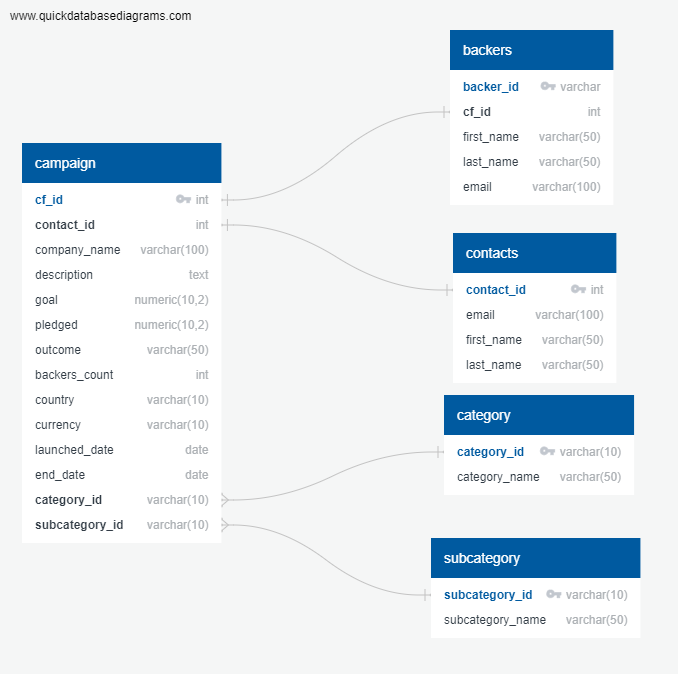 www.quickdatabasediagrams.com
campaign
cf_id int
contact_id int
company_name varchar(100)
description text
goal numeric(10,2)
pledged numeric(10,2)
outcome varchar(50)
backers_count int
country varchar(10)
currency varchar(10)
launched_date date
end_date date
category_id varchar(10)
subcategory_id varchar(10)
backers
backer_id varchar
cf_id int
first_name varchar(50)
last_name varchar(50)
email varchar(100)
contacts
contact_id int
email varchar(100)
first_name varchar(50)
last_name varchar(50)
category
category_id varchar(10)
category_name varchar(50)
subcategory
subcategory_id varchar(10)
subcategory_name varchar(50)